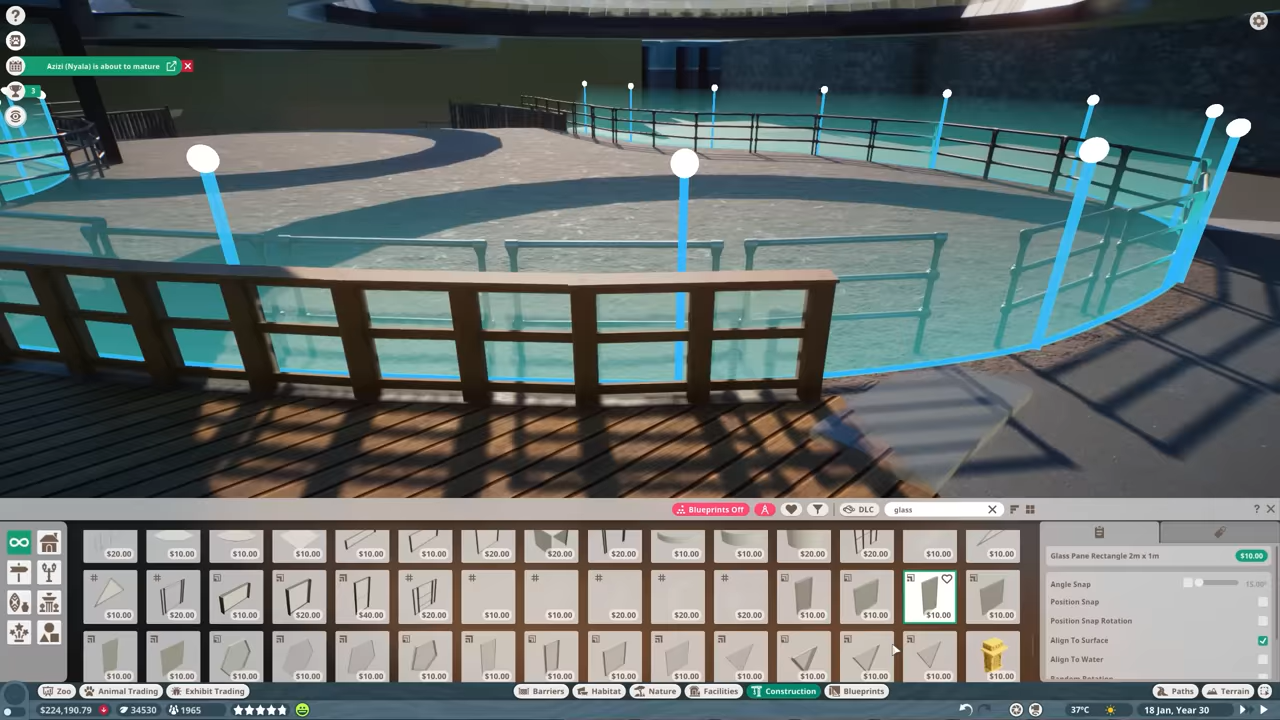 ?
Azizi (Nyala) is about to mature
3
Blueprints Off
DLC
glass
?
$20.00 $10.00 $10.00 $10.00 $10.00 $10.00 $20.00 $20.00 $20.00 $10.00 $10.00 $10.00 $20.00 $10.00 $10.00
$10.00 $20.00 $10.00 $20.00 $40.00 $20.00 $10.00 $10.00 $20.00 $20.00 $20.00 $10.00 $10.00 $10.00 $10.00
$10.00 $10.00 $10.00 $10.00 $10.00 $10.00 $10.00 $10.00 $10.00 $10.00 $10.00 $10.00 $10.00 $10.00 $10.00
Glass Pane Rectangle 2m x 1m $10.00
Angle Snap 15.00°
Position Snap
Position Snap Rotation
Align To Surface
Align To Water
Zoo Animal Trading Exhibit Trading Barriers Habitat Nature Facilities Construction Blueprints Paths Terrain
$224,190.79 34530 1965 37°C 18 Jan, Year 30